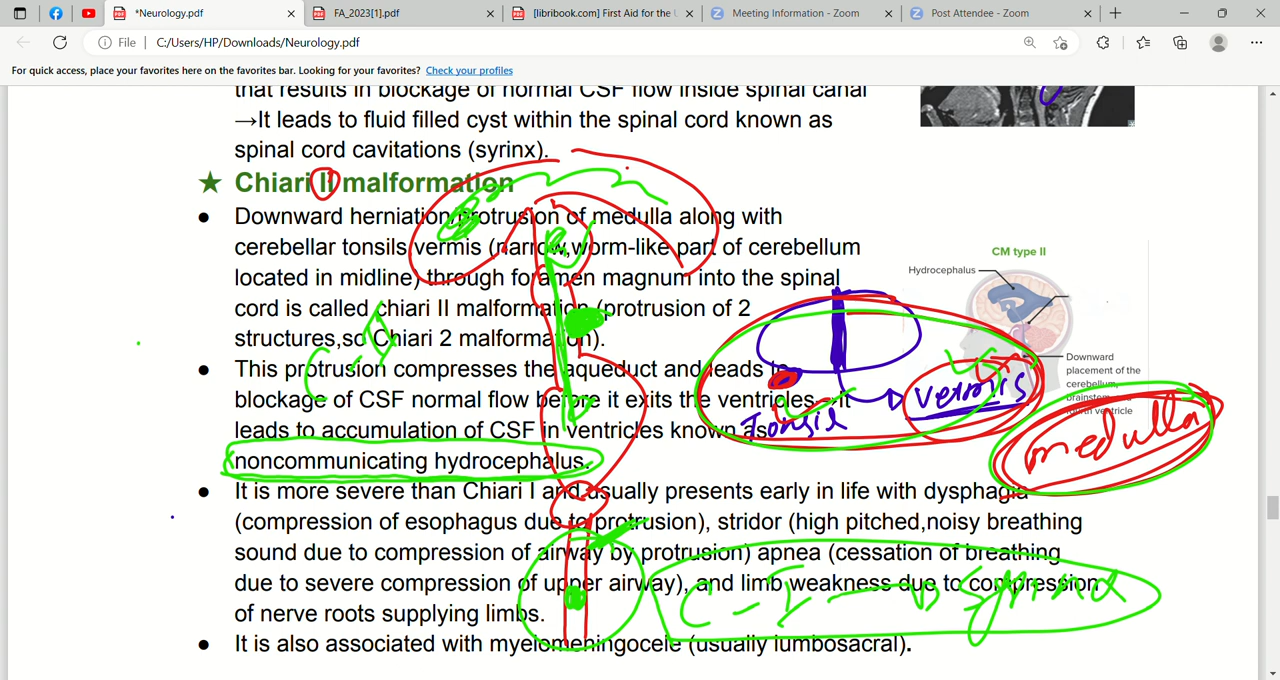 *Neurology.pdf
FA_2023[1].pdf
[libribook.com] First Aid for the U
Meeting Information - Zoom
Post Attendee - Zoom
File
C:/Users/HP/Downloads/Neurology.pdf
For quick access, place your favorites here on the favorites bar. Looking for your favorites? Check your profiles
that results in blockage of normal CSF flow inside spinal canal
→It leads to fluid filled cyst within the spinal cord known as
spinal cord cavitations (syrinx).
★ Chiari II malformation
● Downward herniation/protrusion of medulla along with
cerebellar tonsils vermis (narrow,worm-like part of cerebellum
located in midline) through foramen magnum into the spinal
cord is called chiari II malformation (protrusion of 2
structures,so Chiari 2 malformation).
● This protrusion compresses the aqueduct and leads to
blockage of CSF normal flow before it exits the ventricles→It
leads to accumulation of CSF in ventricles known as
noncommunicating hydrocephalus.
● It is more severe than Chiari I and usually presents early in life with dysphagia
(compression of esophagus due to protrusion), stridor (high pitched,noisy breathing
sound due to compression of airway by protrusion) apnea (cessation of breathing
due to severe compression of upper airway), and limb weakness due to compression
of nerve roots supplying limbs.
● It is also associated with myelomeningocele (usually lumbosacral).
CM type II
Hydrocephalus
Downward
placement of the
cerebellum,
ventricle
Tonsil
vermis
medulla
C-II
C-I → Syrinx